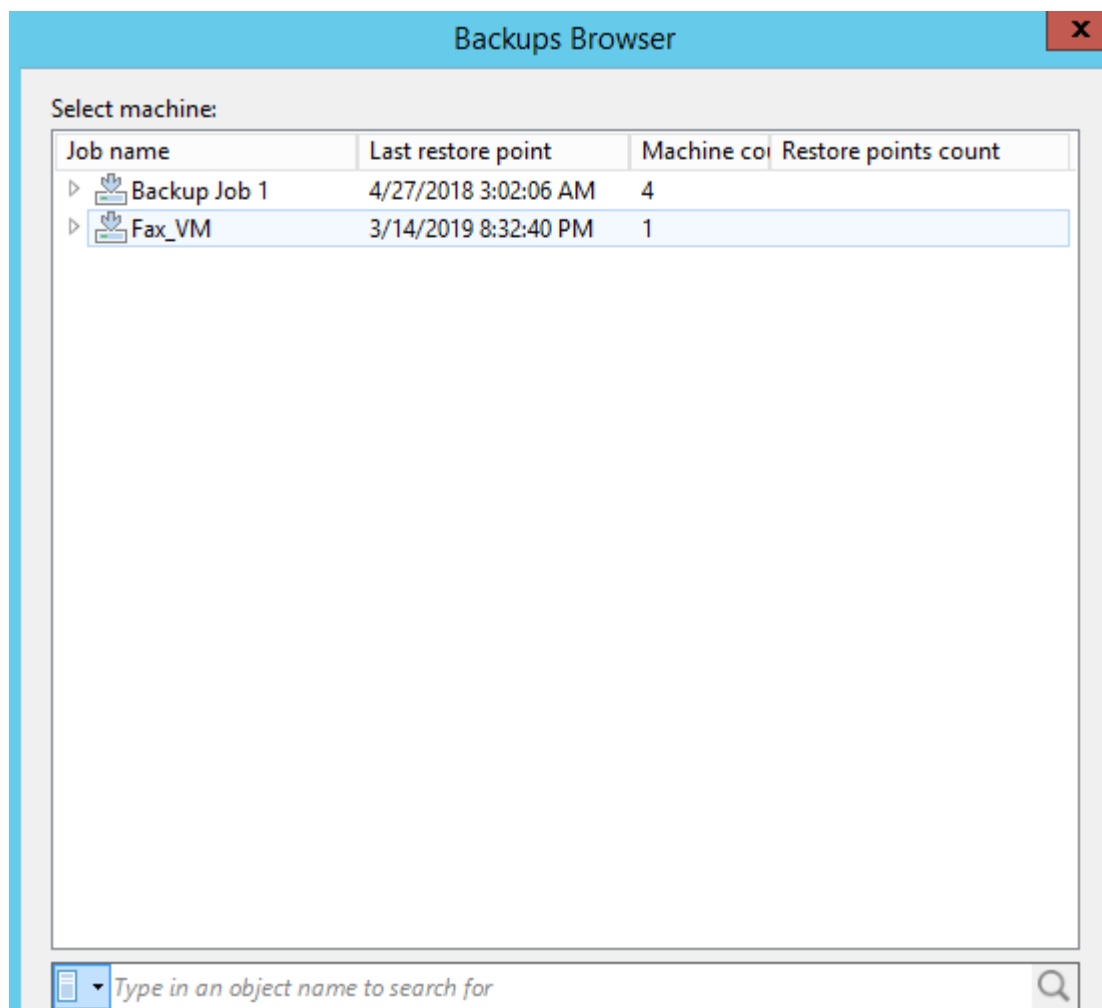 Backups Browser
x
Select machine:
Job name Last restore point Machine cou Restore points count
Backup Job 1 4/27/2018 3:02:06 AM 4
Fax_VM 3/14/2019 8:32:40 PM 1
Type in an object name to search for